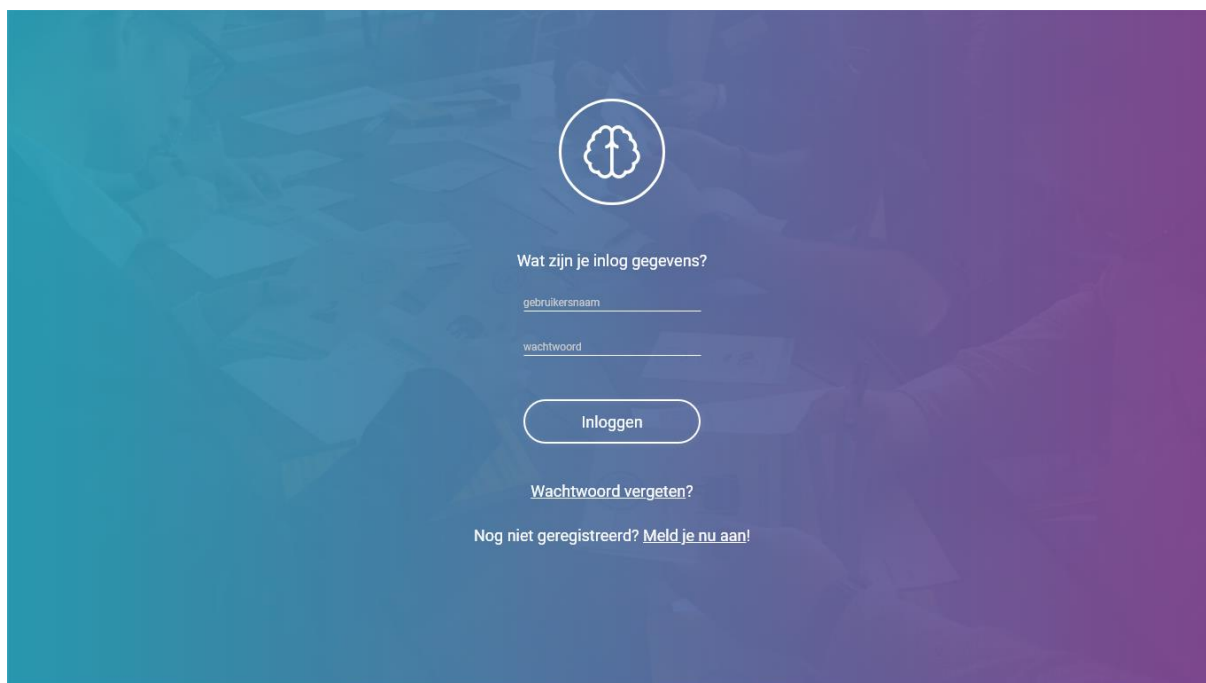 Wat zijn je inlog gegevens?
gebruikersnaam
wachtwoord
Inloggen
Wachtwoord vergeten?
Nog niet geregistreerd? Meld je nu aan!